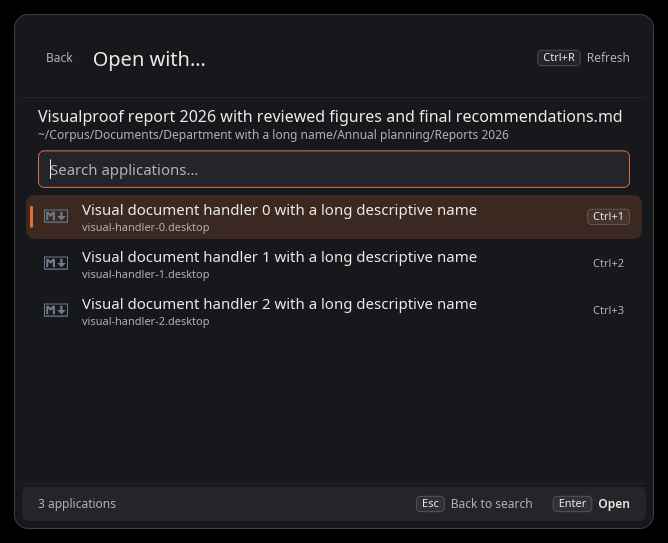 Back Open with... Ctrl+R Refresh
Visualproof report 2026 with reviewed figures and final recommendations.md
~/Corpus/Documents/Department with a long name/Annual planning/Reports 2026
Search applications...
Visual document handler 0 with a long descriptive name Ctrl+1
visual-handler-0.desktop
Visual document handler 1 with a long descriptive name Ctrl+2
visual-handler-1.desktop
Visual document handler 2 with a long descriptive name Ctrl+3
visual-handler-2.desktop
3 applications Esc Back to search Enter Open